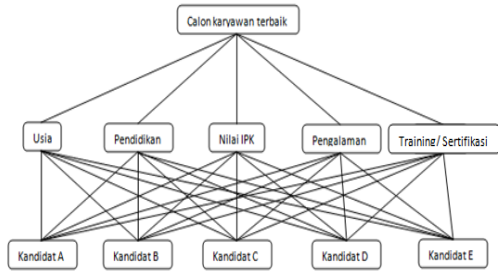 Calon karyawan terbaik
Usia
Pendidikan
Nilai IPK
Pengalaman
Training/ Sertifikasi
Kandidat A
Kandidat B
Kandidat C
Kandidat D
Kandidat E